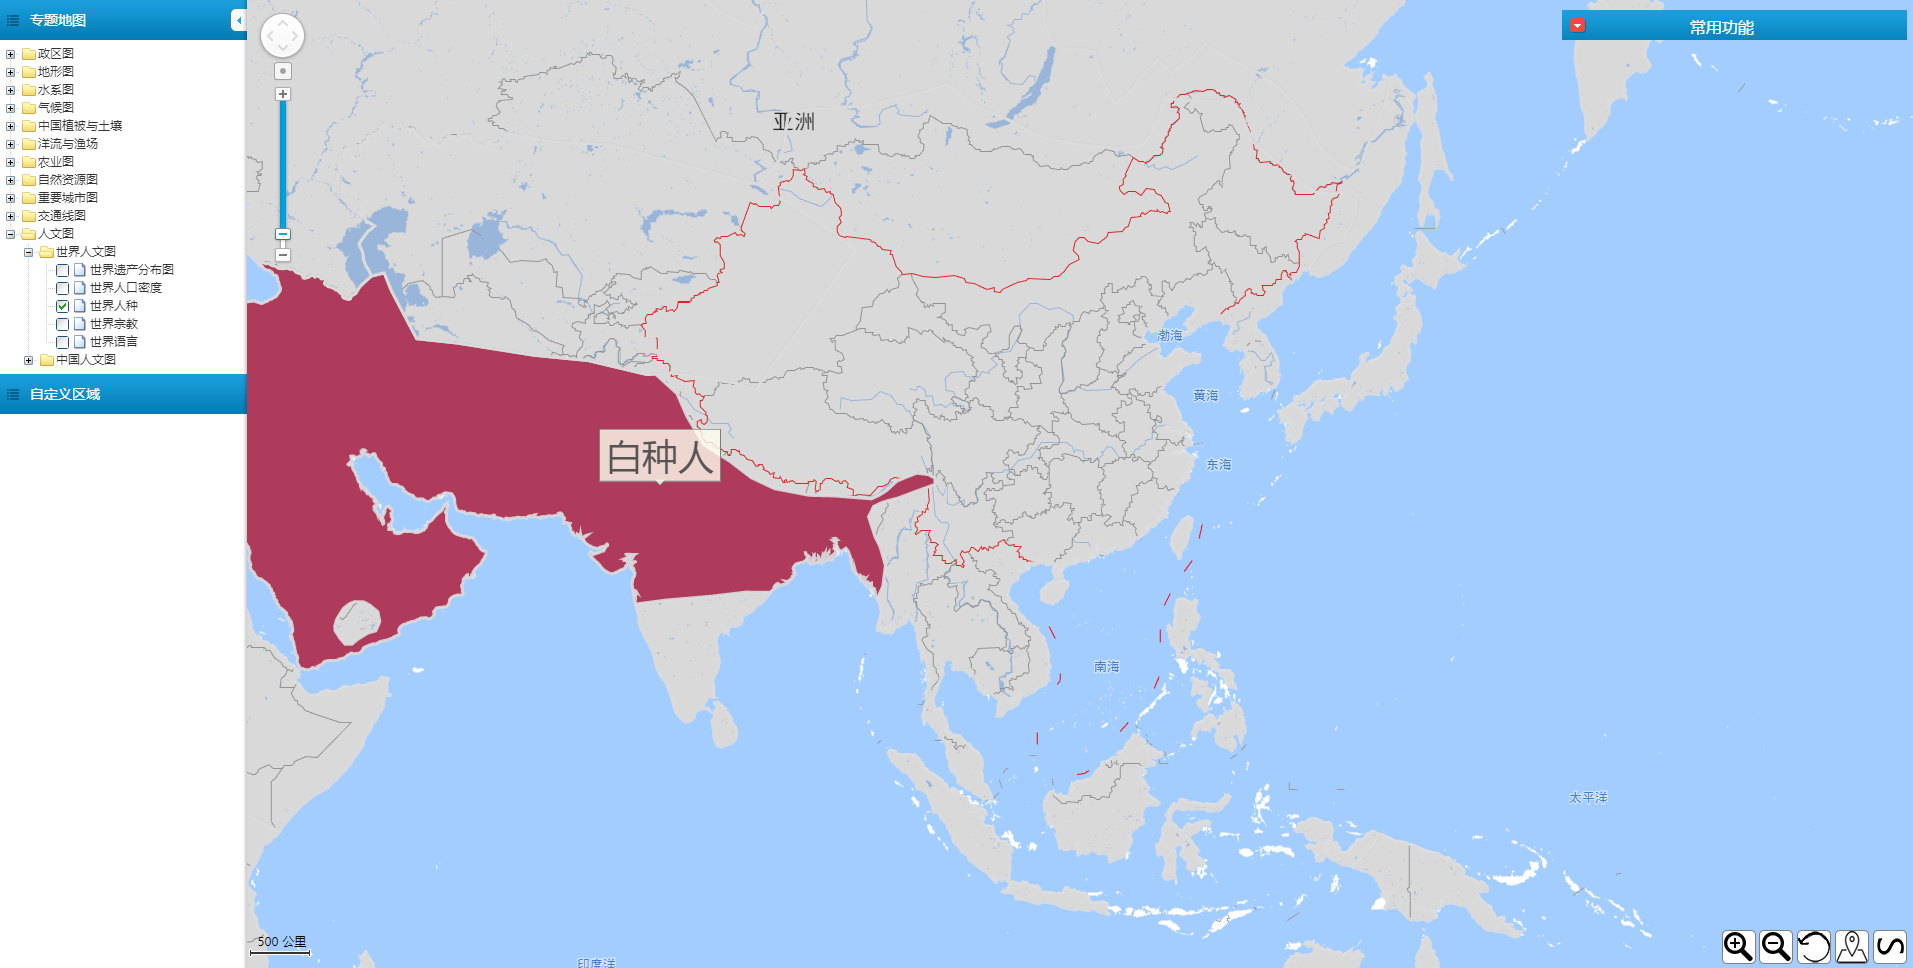 专题地图
政区图
地形图
水系图
气候图
中国植被与土壤
洋流与渔场
农业图
自然资源图
重要城市图
交通线图
人文图
世界人文图
世界遗产分布图
世界人口密度
世界人种
世界宗教
世界语言
中国人文图
自定义区域
常用功能
亚洲
渤海
黄海
东海
白种人
南海
太平洋
500 公里
印度洋